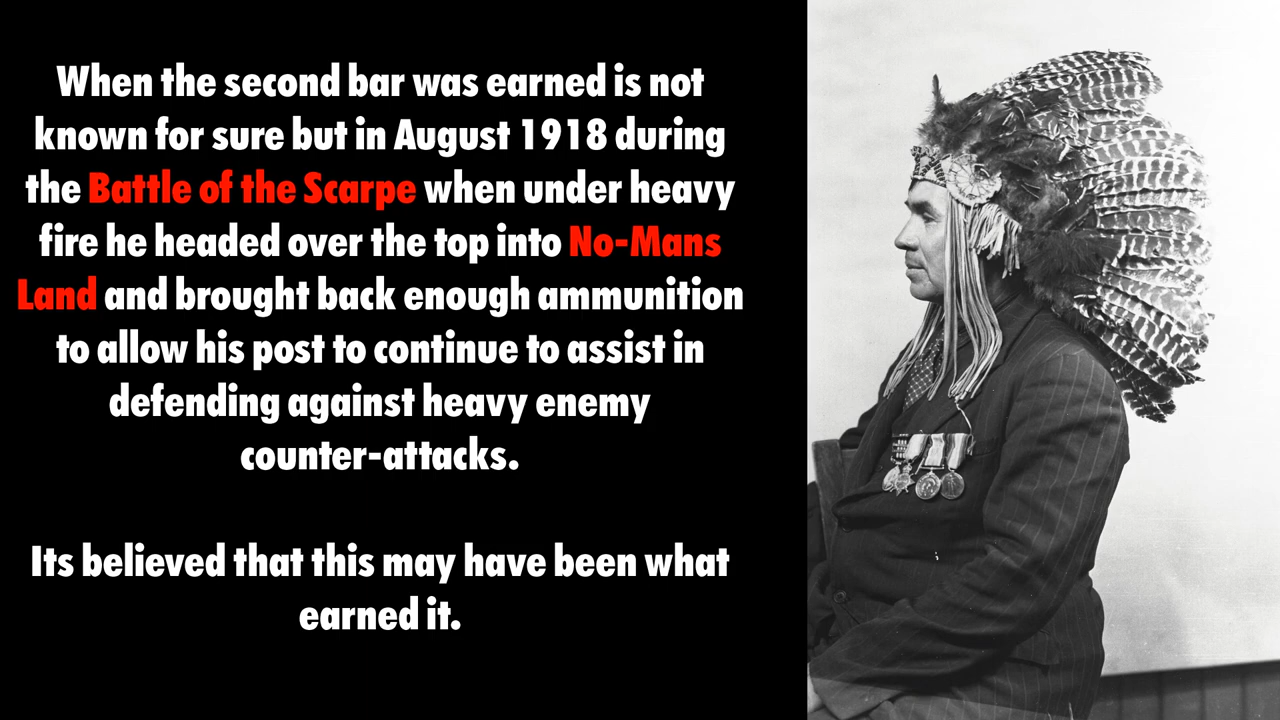 When the second bar was earned is not
known for sure but in August 1918 during
the Battle of the Scarpe when under heavy
fire he headed over the top into No-Mans
Land and brought back enough ammunition
to allow his post to continue to assist in
defending against heavy enemy
counter-attacks.
Its believed that this may have been what
earned it.